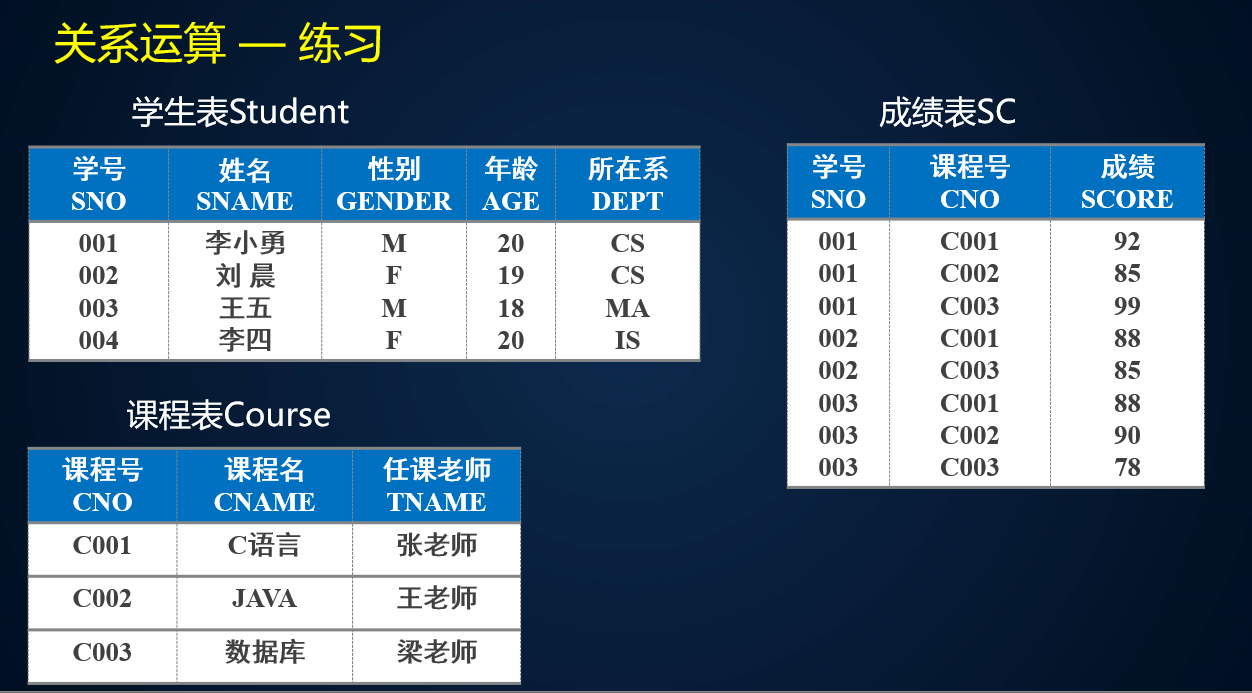 关系运算 — 练习
学生表Student
学号 姓名 性别 年龄 所在系
SNO SNAME GENDER AGE DEPT
001 李小勇 M 20 CS
002 刘 晨 F 19 CS
003 王五 M 18 MA
004 李四 F 20 IS
课程表Course
课程号 课程名 任课老师
CNO CNAME TNAME
C001 C语言 张老师
C002 JAVA 王老师
C003 数据库 梁老师
成绩表SC
学号 课程号 成绩
SNO CNO SCORE
001 C001 92
001 C002 85
001 C003 99
002 C001 88
002 C003 85
003 C001 88
003 C002 90
003 C003 78